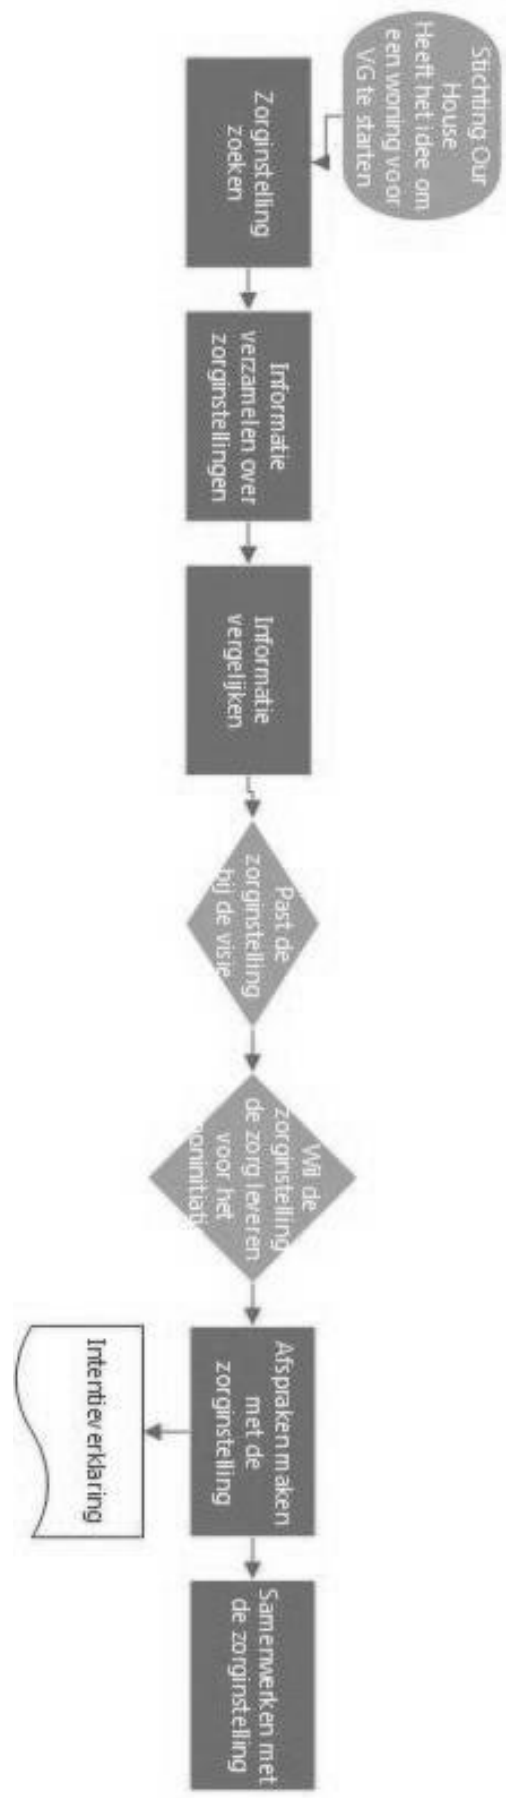 Stichting Our
House
Heeft het idee om
een woning voor
VG te starten
Zorginstelling
zoeken
Informatie
verzamelen over
zorginstellingen
Informatie
vergelijken
Past de
zorginstelling
bij de visie
Wil de
zorginstelling
de zorg leveren
voor het
Afspraken maken
met de
zorginstelling
Intentieverklaring
Samenwerken met
de zorginstelling